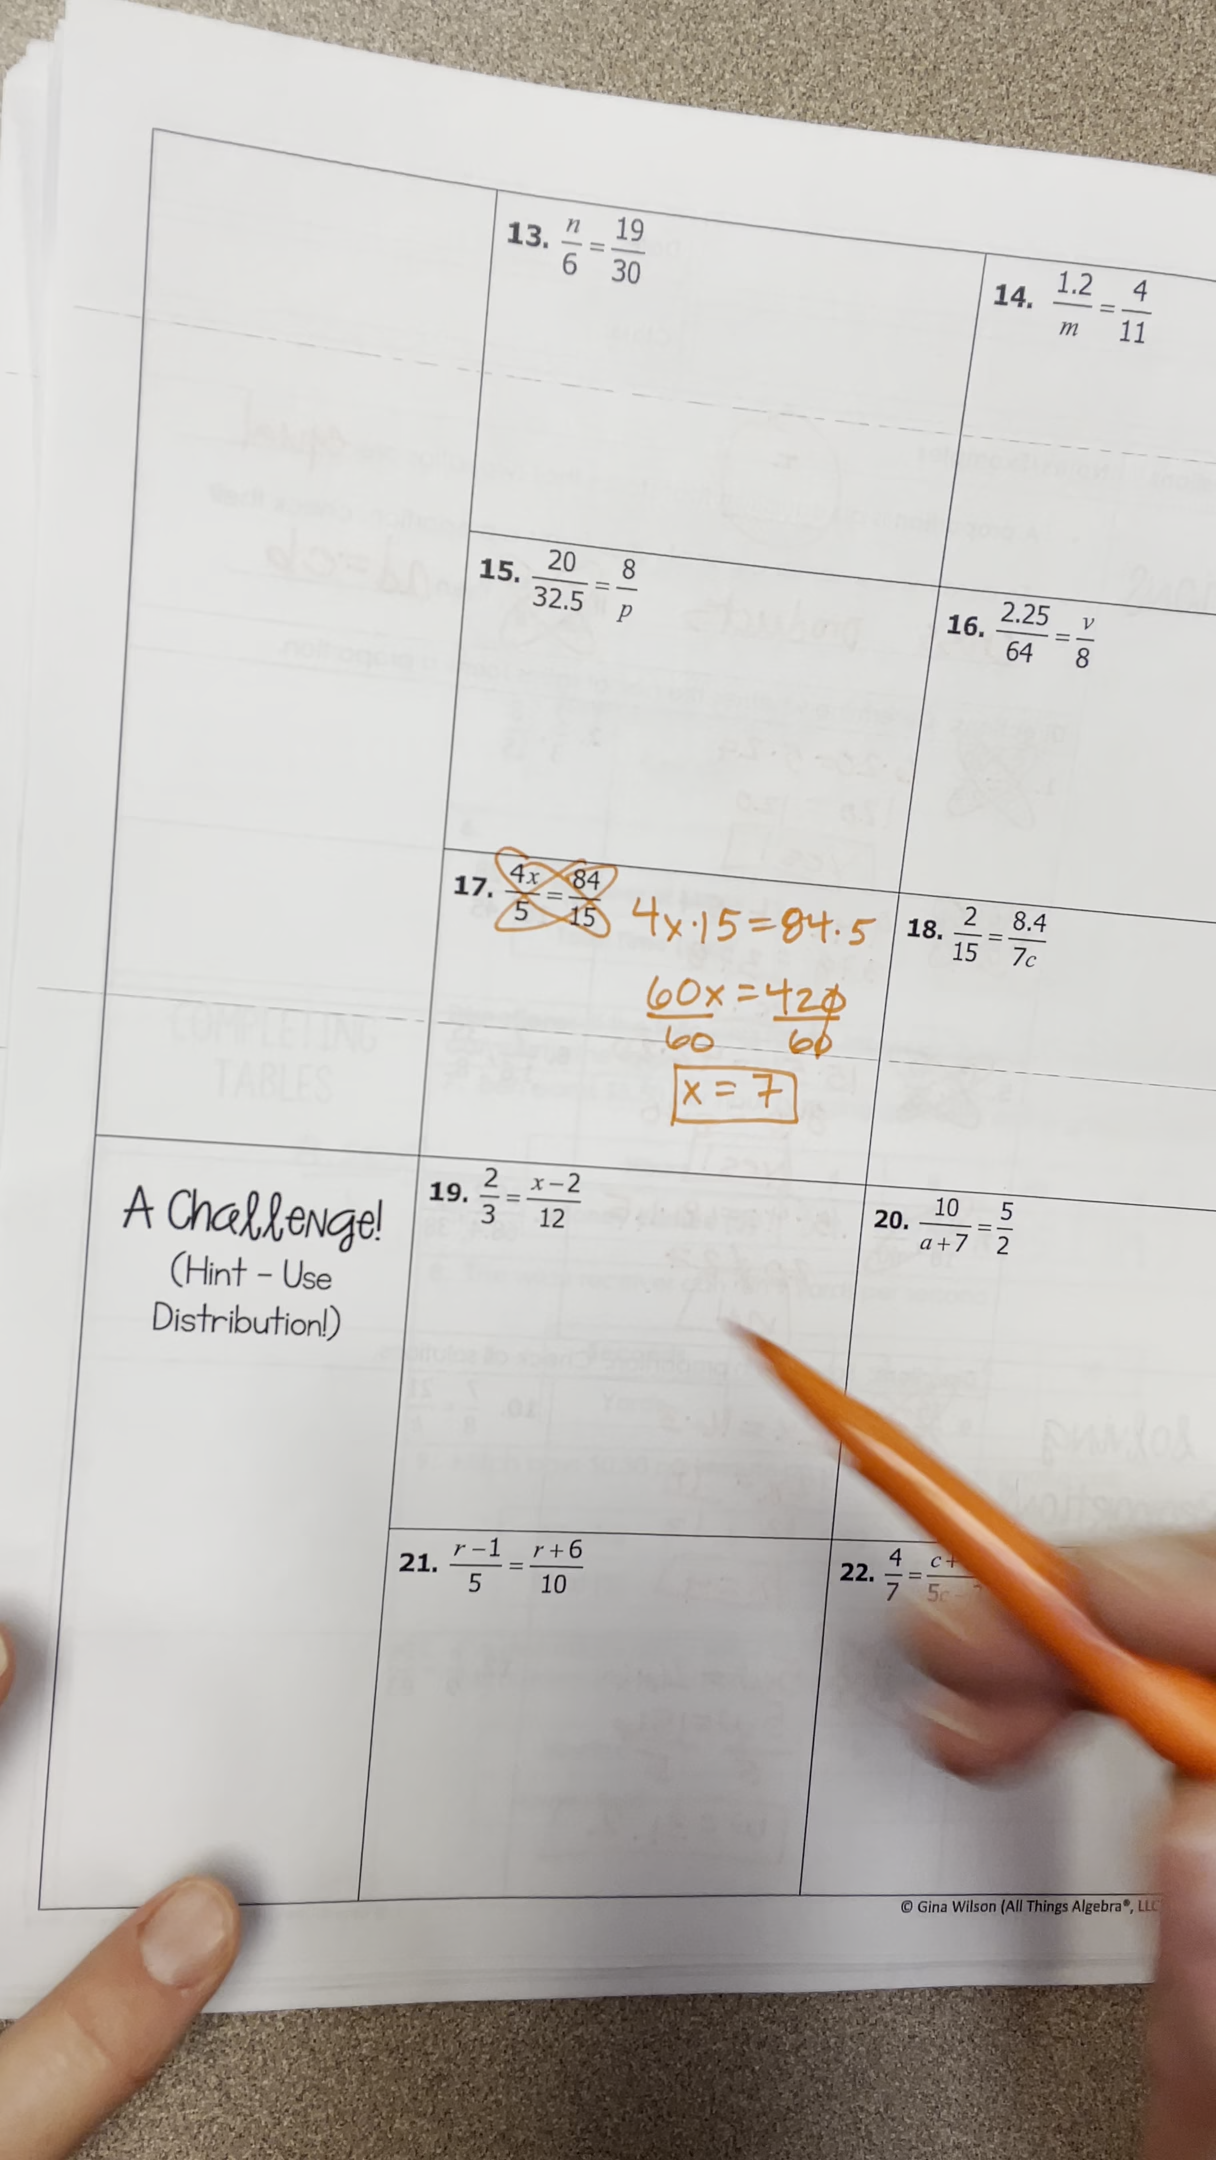 13. n/6 = 19/30
14. 1.2/m = 4/11
15. 20/32.5 = 8/p
16. 2.25/64 = v/8
17. 4x/5 = 84/15
4x·15=84·5
60x=420
60 60
x = 7
18. 2/15 = 8.4/7c
COMPLETING
TABLES
A Challenge!
(Hint – Use
Distribution!)
19. 2/3 = x–2/12
20. 10/a+7 = 5/2
21. r–1/5 = r+6/10
22. 4/7 = c+
© Gina Wilson (All Things Algebra®, LLC